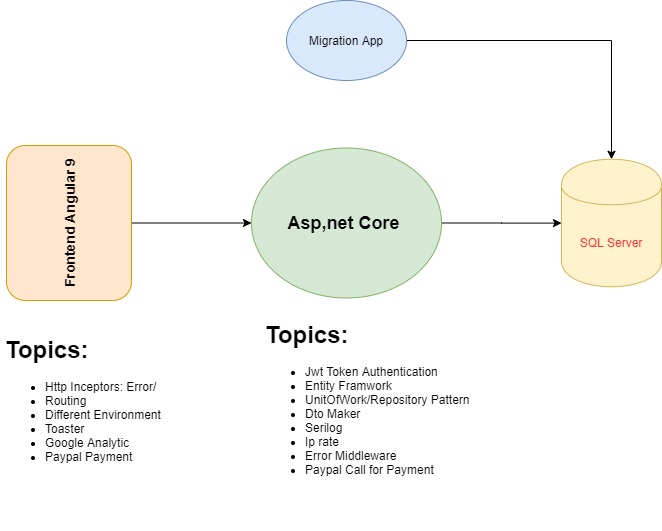 Migration App
Frontend Angular 9
Asp,net Core
SQL Server
Topics:
Http Inceptors: Error/
Routing
Different Environment
Toaster
Google Analytic
Paypal Payment
Topics:
Jwt Token Authentication
Entity Framwork
UnitOfWork/Repository Pattern
Dto Maker
Serilog
Ip rate
Error Middleware
Paypal Call for Payment